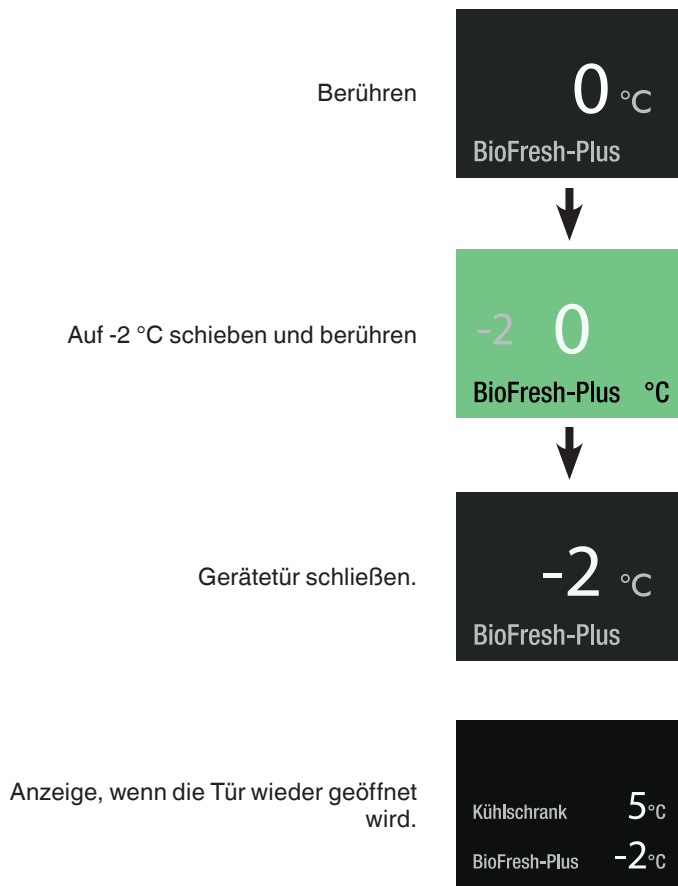 Berühren
0 °C
BioFresh-Plus
Auf -2 °C schieben und berühren
-2 0
BioFresh-Plus °C
Gerätetür schließen.
-2 °C
BioFresh-Plus
Anzeige, wenn die Tür wieder geöffnet
wird.
Kühlschrank 5°C
BioFresh-Plus -2°C